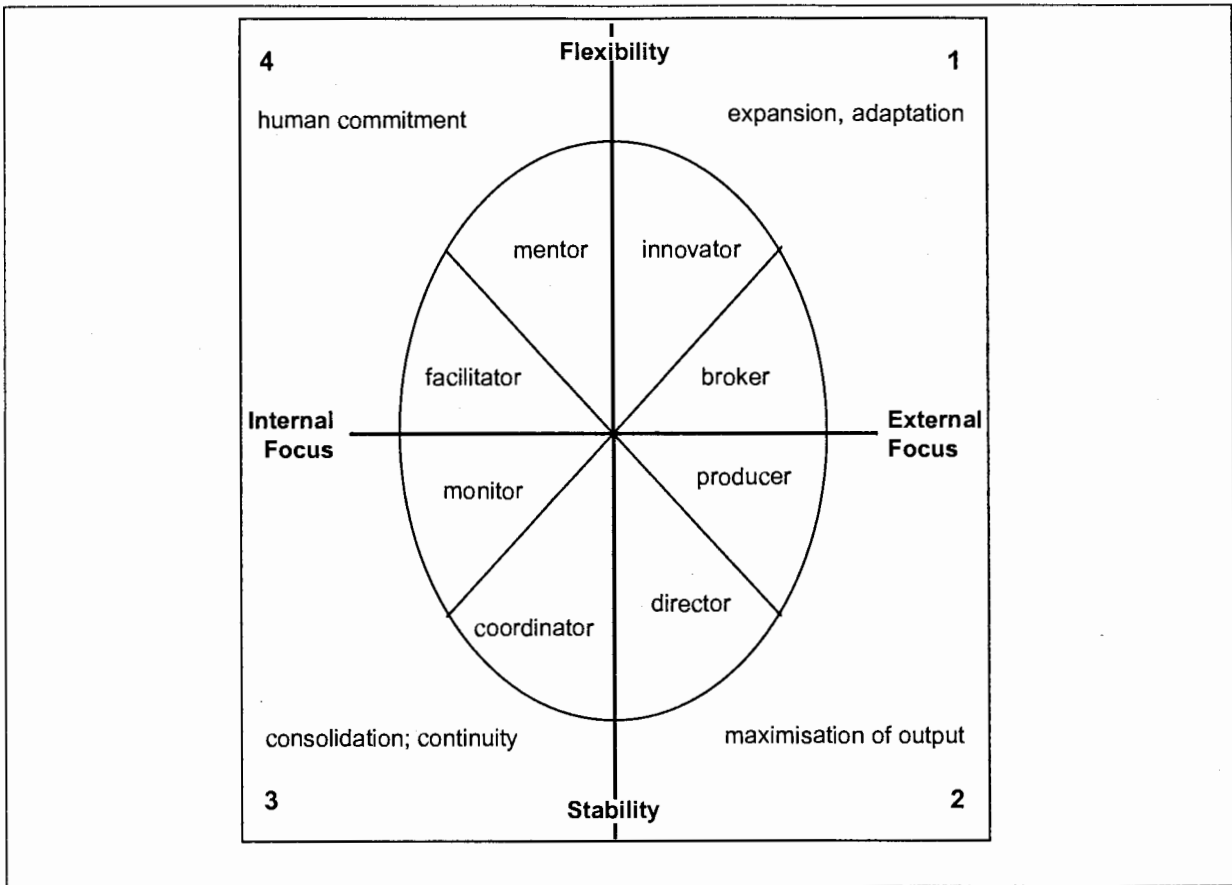 4
Flexibility
1
human commitment
expansion, adaptation
mentor
innovator
facilitator
broker
Internal
Focus
External
Focus
monitor
producer
coordinator
director
consolidation; continuity
maximisation of output
3
Stability
2